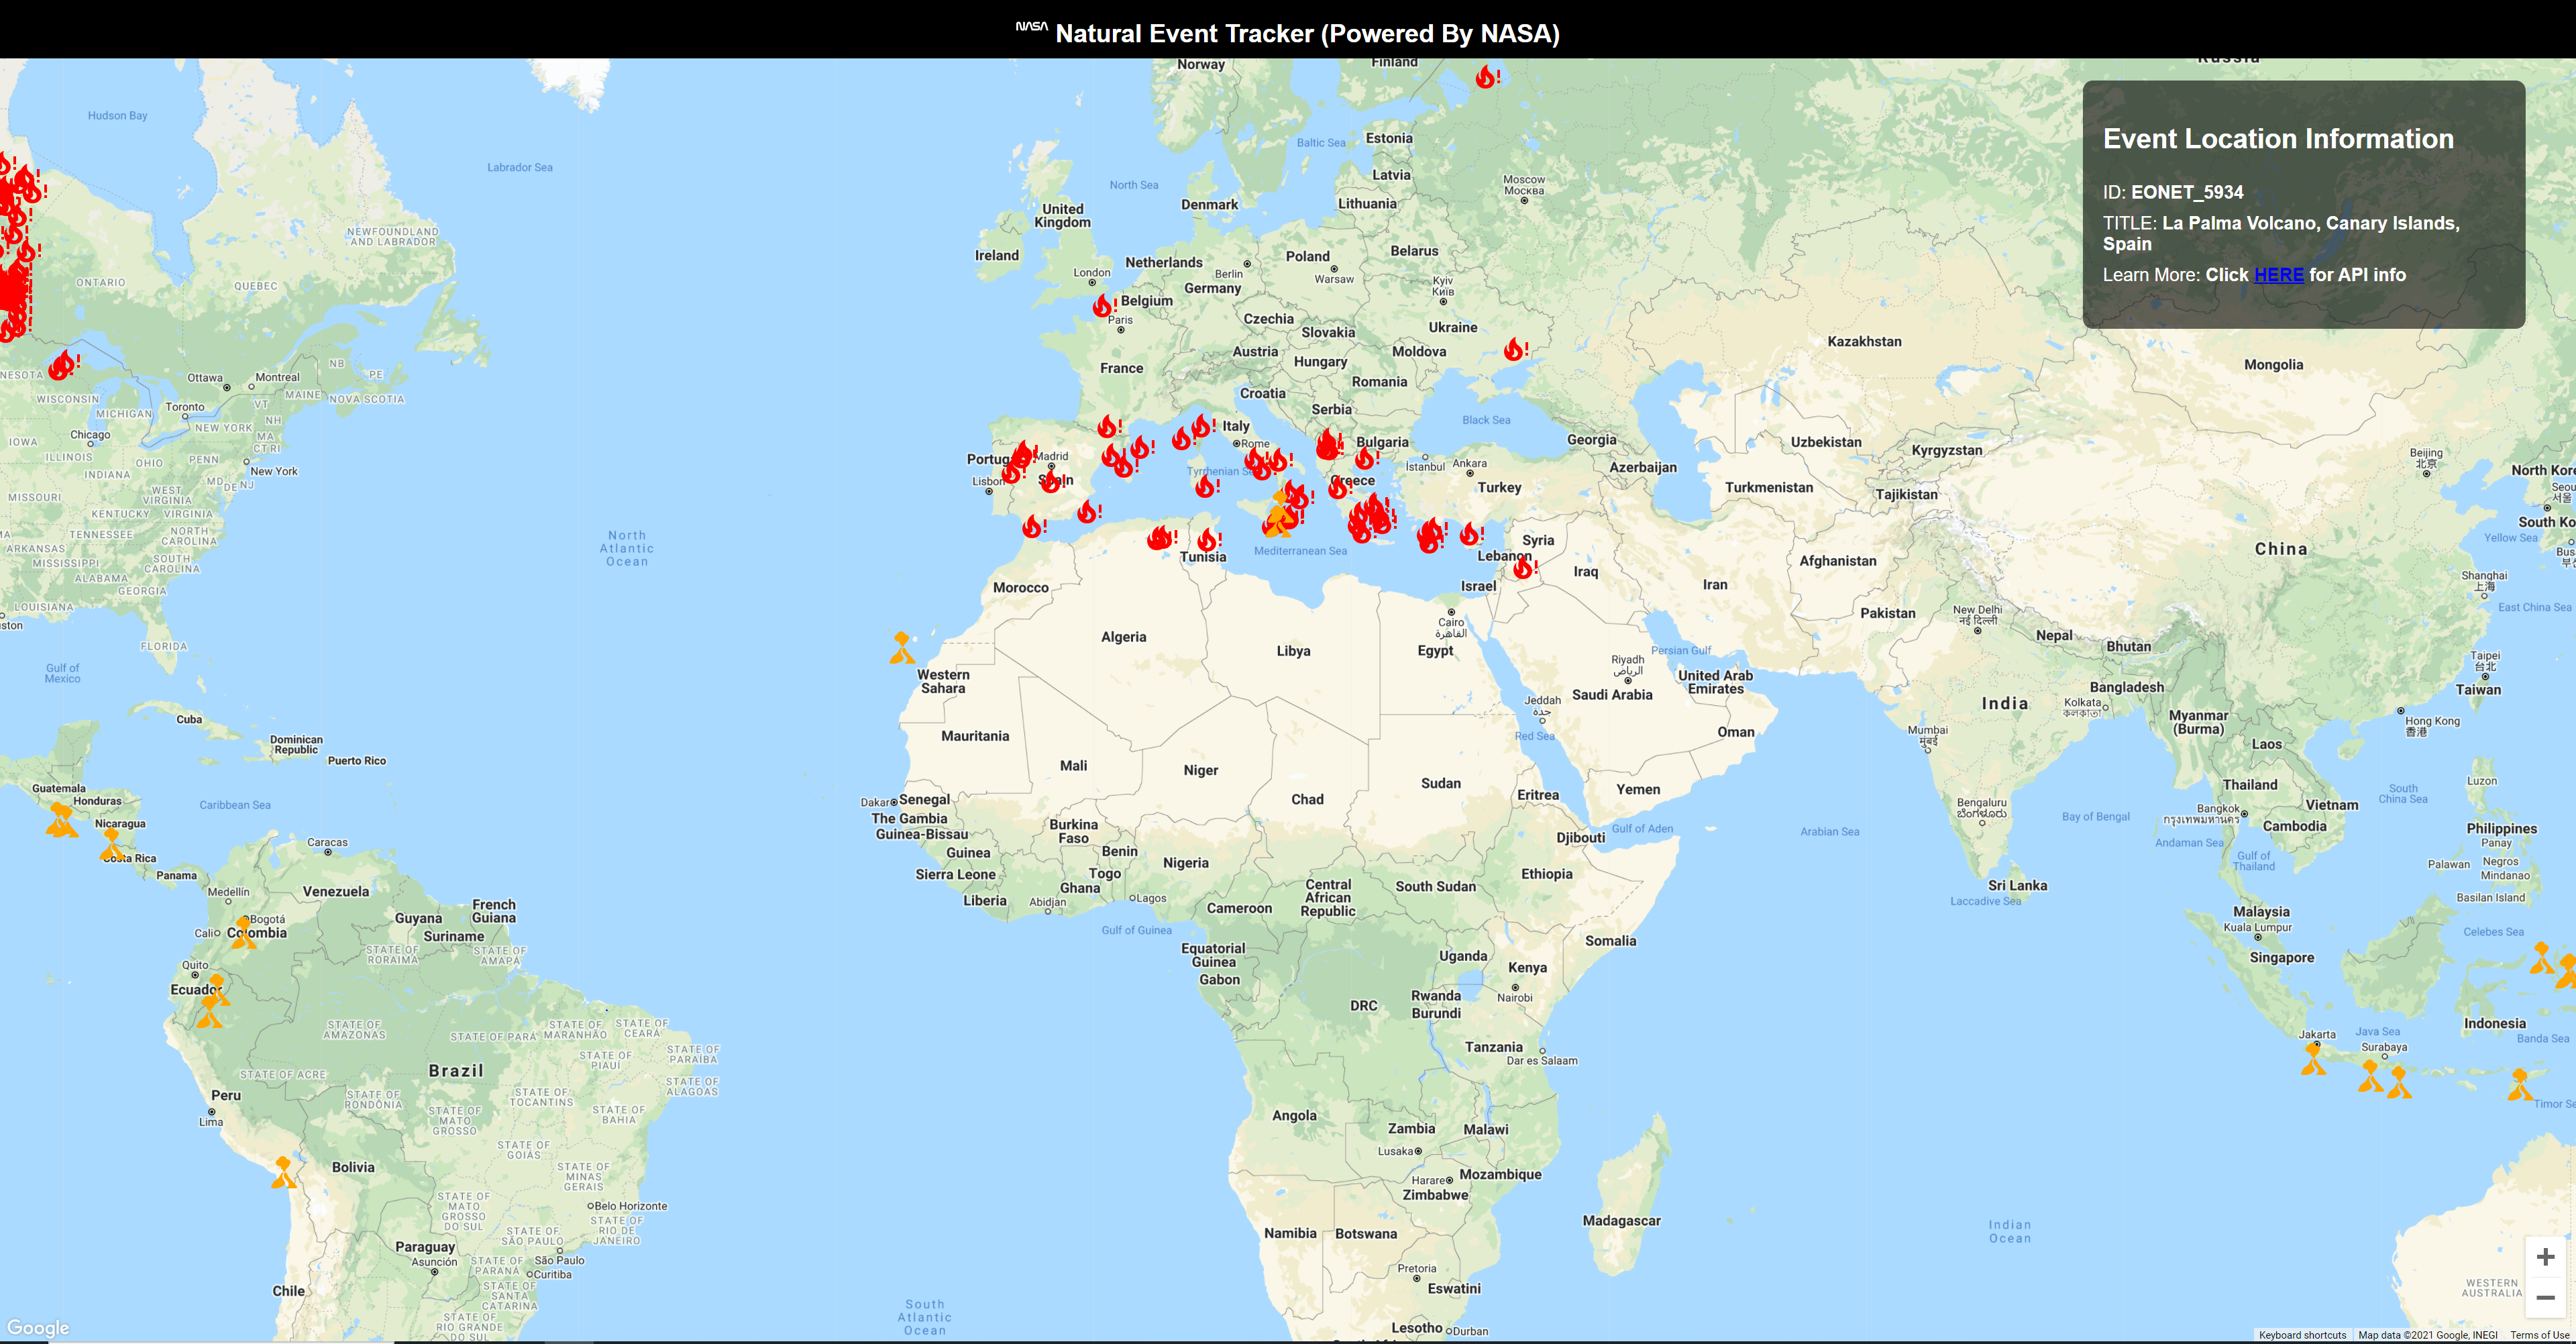 NASA Natural Event Tracker (Powered By NASA)
Norway
Finland
Event Location Information
ID: EONET_5934
TITLE: La Palma Volcano, Canary Islands,
Spain
Learn More: Click HERE for API info
Hudson Bay
Labrador Sea
North Sea
Baltic Sea
Estonia
Latvia
Lithuania
Moscow
Москва
Denmark
United
Kingdom
Ireland
NEWFOUNDLAND
AND LABRADOR
Netherlands
London
Berlin
Poland
Warsaw
Belarus
Germany
Belgium
Kyiv
Київ
ONTARIO
QUEBEC
Paris
Czechia
Slovakia
Ukraine
Austria
Hungary
Moldova
France
Romania
Croatia
Serbia
Kazakhstan
Mongolia
NESOTA
WISCONSIN
MICHIGAN
Ottawa
Montreal
NB
PE
MAINE
NOVA SCOTIA
VT
NH
Toronto
NEW YORK
MA
CT RI
Chicago
IOWA
ILLINOIS
INDIANA
OHIO
PENN
MD
DE
NJ
New York
Italy
Rome
Bulgaria
Black Sea
Georgia
Istanbul
Ankara
Azerbaijan
Uzbekistan
Kyrgyzstan
Beijing
北京
North Kore
Madrid
Lisbon
Tyrrhenian
Greece
Turkey
Turkmenistan
Tajikistan
Seou
서울
South Ko
MISSOURI
WEST
VIRGINIA
KENTUCKY
VIRGINIA
TENNESSEE
NORTH
CAROLINA
ARKANSAS
MISSISSIPPI
SOUTH
CAROLINA
ALABAMA
GEORGIA
LOUISIANA
ston
FLORIDA
North
Atlantic
Ocean
Tunisia
Mediterranean Sea
Syria
Lebanon
Iraq
Israel
Iran
Afghanistan
China
Yellow Sea
Bus
Shanghai
上海
East China Sea
Morocco
Algeria
Libya
Cairo
القاهرة
Egypt
Pakistan
New Delhi
नई दिल्ली
Nepal
Bhutan
Persian Gulf
Riyadh
الرياض
United Arab
Emirates
Saudi Arabia
Taipei
台北
Taiwan
Gulf of
Mexico
Western
Sahara
Jeddah
جدة
Red Sea
Oman
India
Kolkata
কলকাতা
Bangladesh
Mumbai
मुंबई
Myanmar
(Burma)
Hong Kong
香港
Laos
Cuba
Dominican
Republic
Puerto Rico
Mauritania
Mali
Niger
Chad
Sudan
Eritrea
Yemen
Guatemala
Honduras
Nicaragua
Costa Rica
Panama
Caribbean Sea
Caracas
Dakar
Senegal
The Gambia
Guinea-Bissau
Guinea
Sierra Leone
Liberia
Burkina
Faso
Benin
Togo
Ghana
Abidjan
Nigeria
Lagos
Djibouti
Gulf of Aden
Arabian Sea
Bengaluru
ಬೆಂಗಳೂರು
Bay of Bengal
Thailand
Bangkok
กรุงเทพมหานคร
Vietnam
Cambodia
Andaman Sea
Gulf of
Thailand
South
China Sea
Luzon
Philippines
Panay
Palawan
Negros
Mindanao
Basilan Island
Sri Lanka
Laccadive Sea
Medellín
Venezuela
Bogotá
Cali
Colombia
Guyana
French
Guiana
Suriname
STATE OF
RORAIMA
STATE OF
AMAPÁ
Quito
Ecuador
Cameroon
Central
African
Republic
South Sudan
Ethiopia
Gulf of Guinea
Equatorial
Guinea
Gabon
Uganda
Kenya
Nairobi
Somalia
Malaysia
Kuala Lumpur
Singapore
Celebes Sea
DRC
Rwanda
Burundi
Tanzania
Dar es Salaam
Jakarta
Java Sea
Surabaya
Indonesia
Banda Sea
Timor Se
STATE OF
AMAZONAS
STATE OF PARÁ
STATE OF
MARANHÃO
STATE OF
CEARÁ
STATE OF
PIAUÍ
STATE OF
PARAÍBA
STATE OF
ALAGOAS
STATE OF ACRE
Brazil
Peru
Lima
STATE OF
RONDÔNIA
STATE OF
TOCANTINS
STATE OF
MATO
GROSSO
STATE OF
BAHIA
STATE OF
GOIÁS
Bolivia
STATE OF
MINAS
GERAIS
Angola
Zambia
Lusaka
Malawi
Harare
Mozambique
Zimbabwe
STATE OF
MATO
GROSSO
DO SUL
Belo Horizonte
STATE OF
RIO DE
JANEIRO
STATE OF
SÃO PAULO
São Paulo
Paraguay
Asunción
STATE OF
PARANÁ
Curitiba
STATE OF
SANTA
CATARINA
STATE OF
RIO GRANDE
DO SUL
Chile
Namibia
Botswana
Madagascar
Pretoria
Eswatini
Lesotho
Durban
Indian
Ocean
South
Atlantic
Ocean
WESTERN
AUSTRALIA
Google
Keyboard shortcuts
Map data ©2021 Google, INEGI
Terms of Use